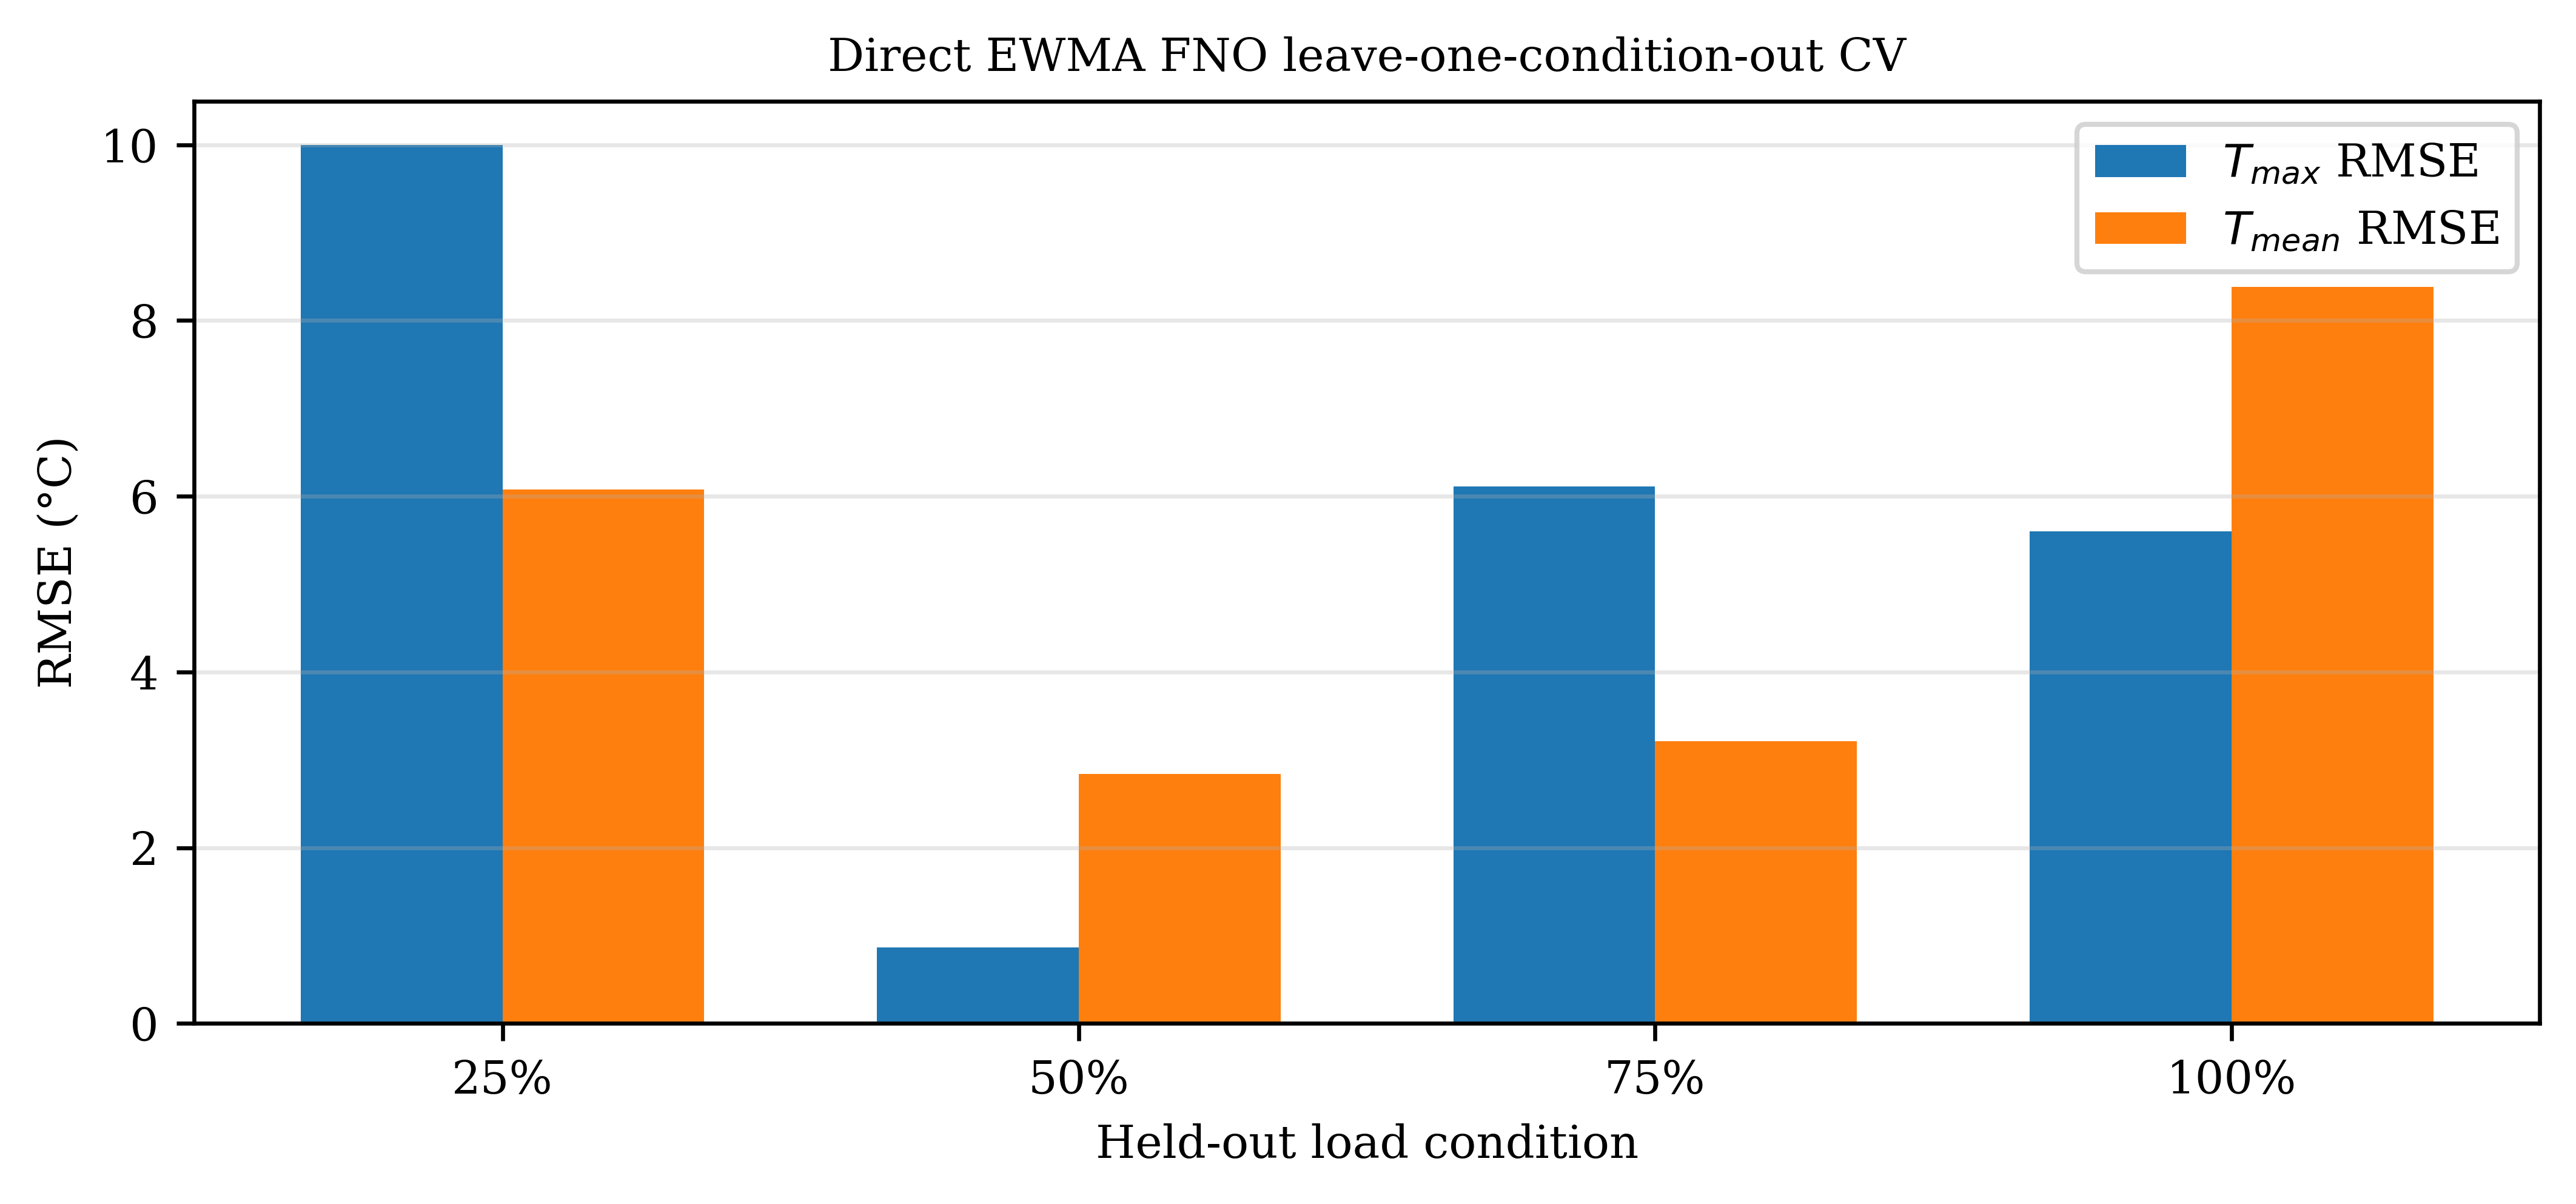 Direct EWMA FNO leave-one-condition-out CV
T_max RMSE
T_mean RMSE
RMSE (°C)
10
8
6
4
2
0
25% 50% 75% 100%
Held-out load condition